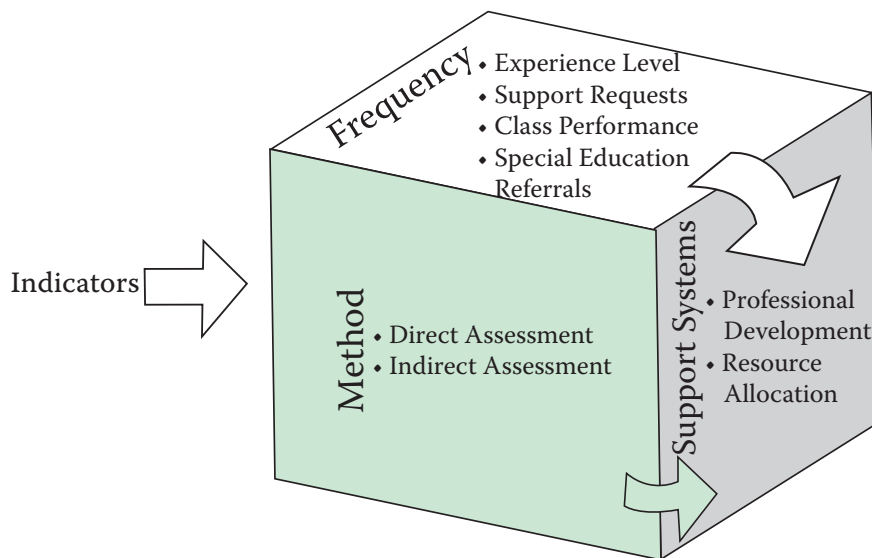 Frequency
• Experience Level
• Support Requests
• Class Performance
• Special Education
Referrals
Indicators
Method
• Direct Assessment
• Indirect Assessment
Support Systems
• Professional
Development
• Resource
Allocation